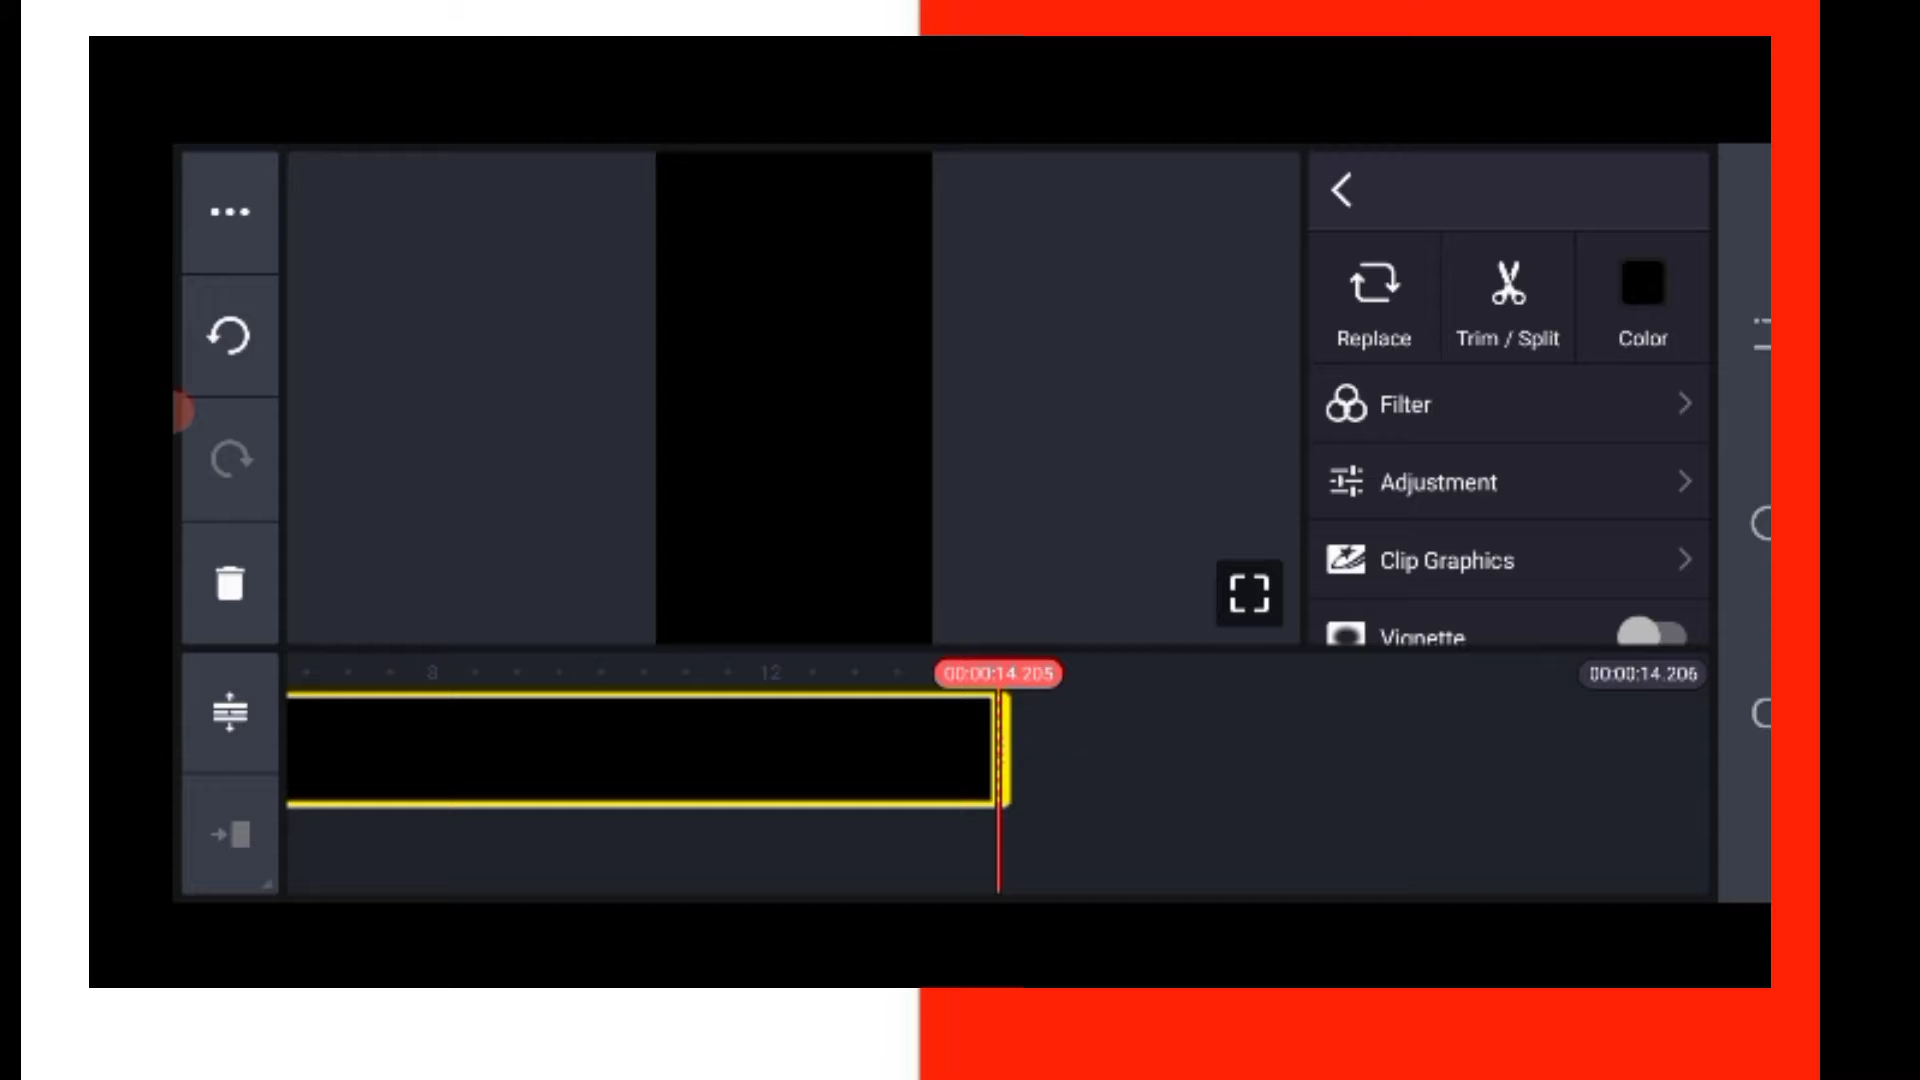 Replace
Trim / Split
Color
Filter
Adjustment
Clip Graphics
Vignette
8
12
00:00:14.205
00:00:14.206